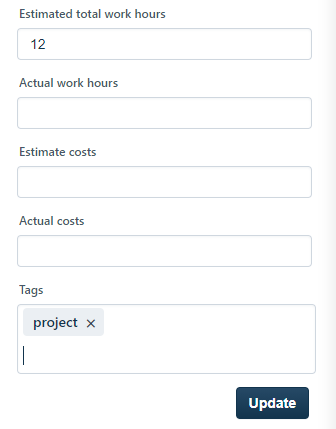 Estimated total work hours
12
Actual work hours
Estimate costs
Actual costs
Tags
project ×
Update